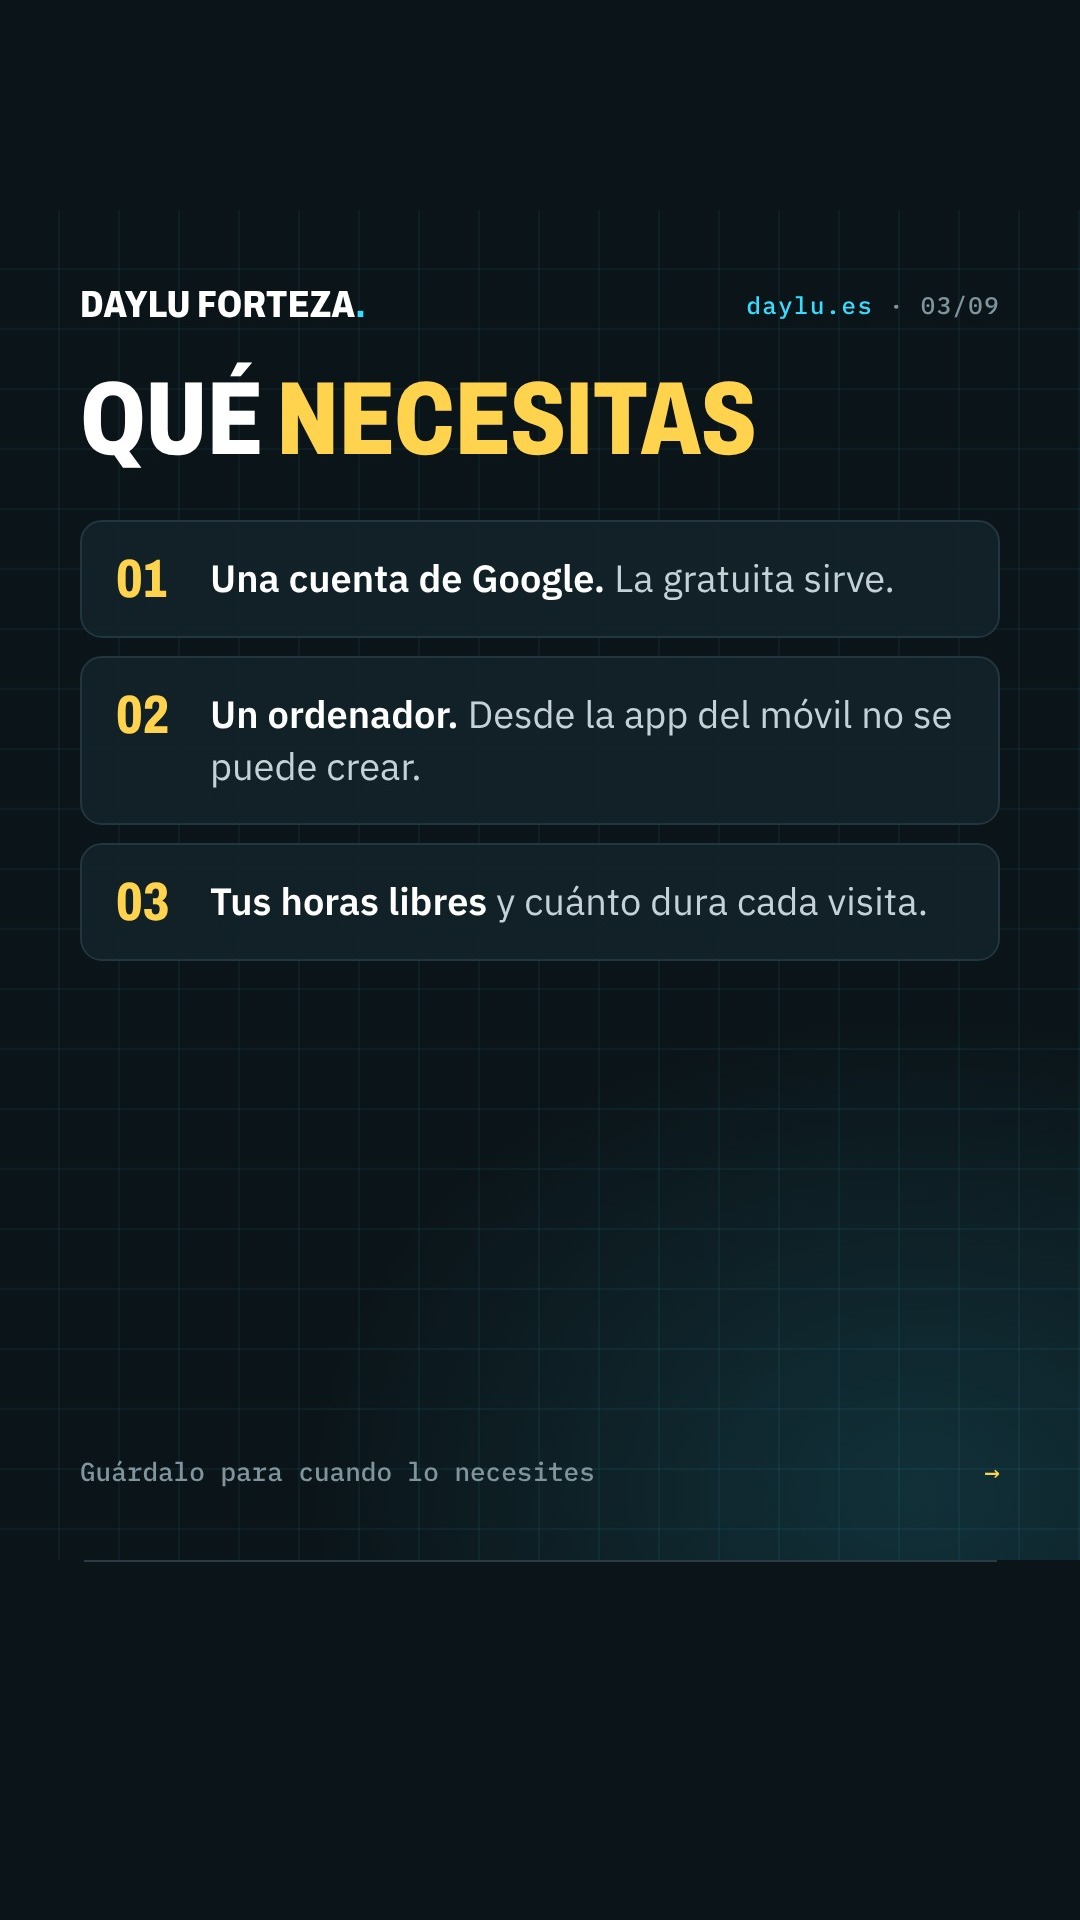 DAYLU FORTEZA.
daylu.es · 03/09
QUÉ NECESITAS
01 Una cuenta de Google. La gratuita sirve.
02 Un ordenador. Desde la app del móvil no se
puede crear.
03 Tus horas libres y cuánto dura cada visita.
Guárdalo para cuando lo necesites →